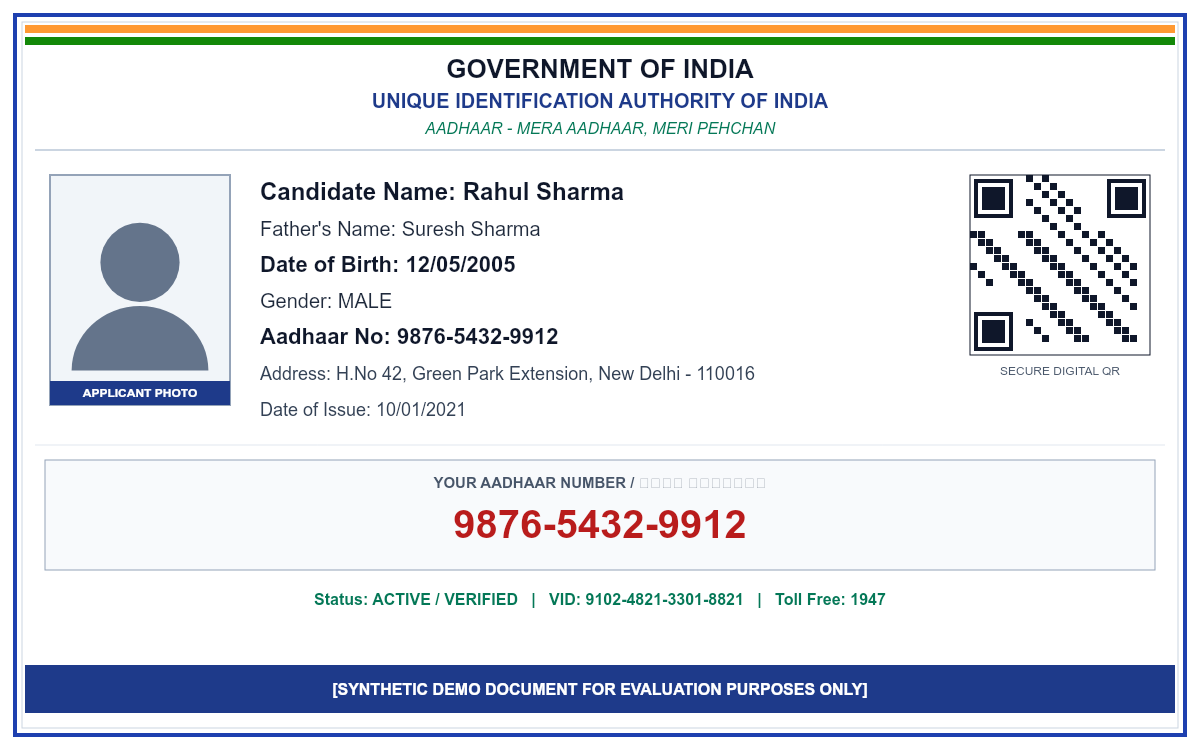 GOVERNMENT OF INDIA
UNIQUE IDENTIFICATION AUTHORITY OF INDIA
AADHAAR - MERA AADHAAR, MERI PEHCHAN
APPLICANT PHOTO
Candidate Name: Rahul Sharma
Father's Name: Suresh Sharma
Date of Birth: 12/05/2005
Gender: MALE
Aadhaar No: 9876-5432-9912
Address: H.No 42, Green Park Extension, New Delhi - 110016
Date of Issue: 10/01/2021
SECURE DIGITAL QR
YOUR AADHAAR NUMBER /
9876-5432-9912
Status: ACTIVE / VERIFIED | VID: 9102-4821-3301-8821 | Toll Free: 1947
[SYNTHETIC DEMO DOCUMENT FOR EVALUATION PURPOSES ONLY]